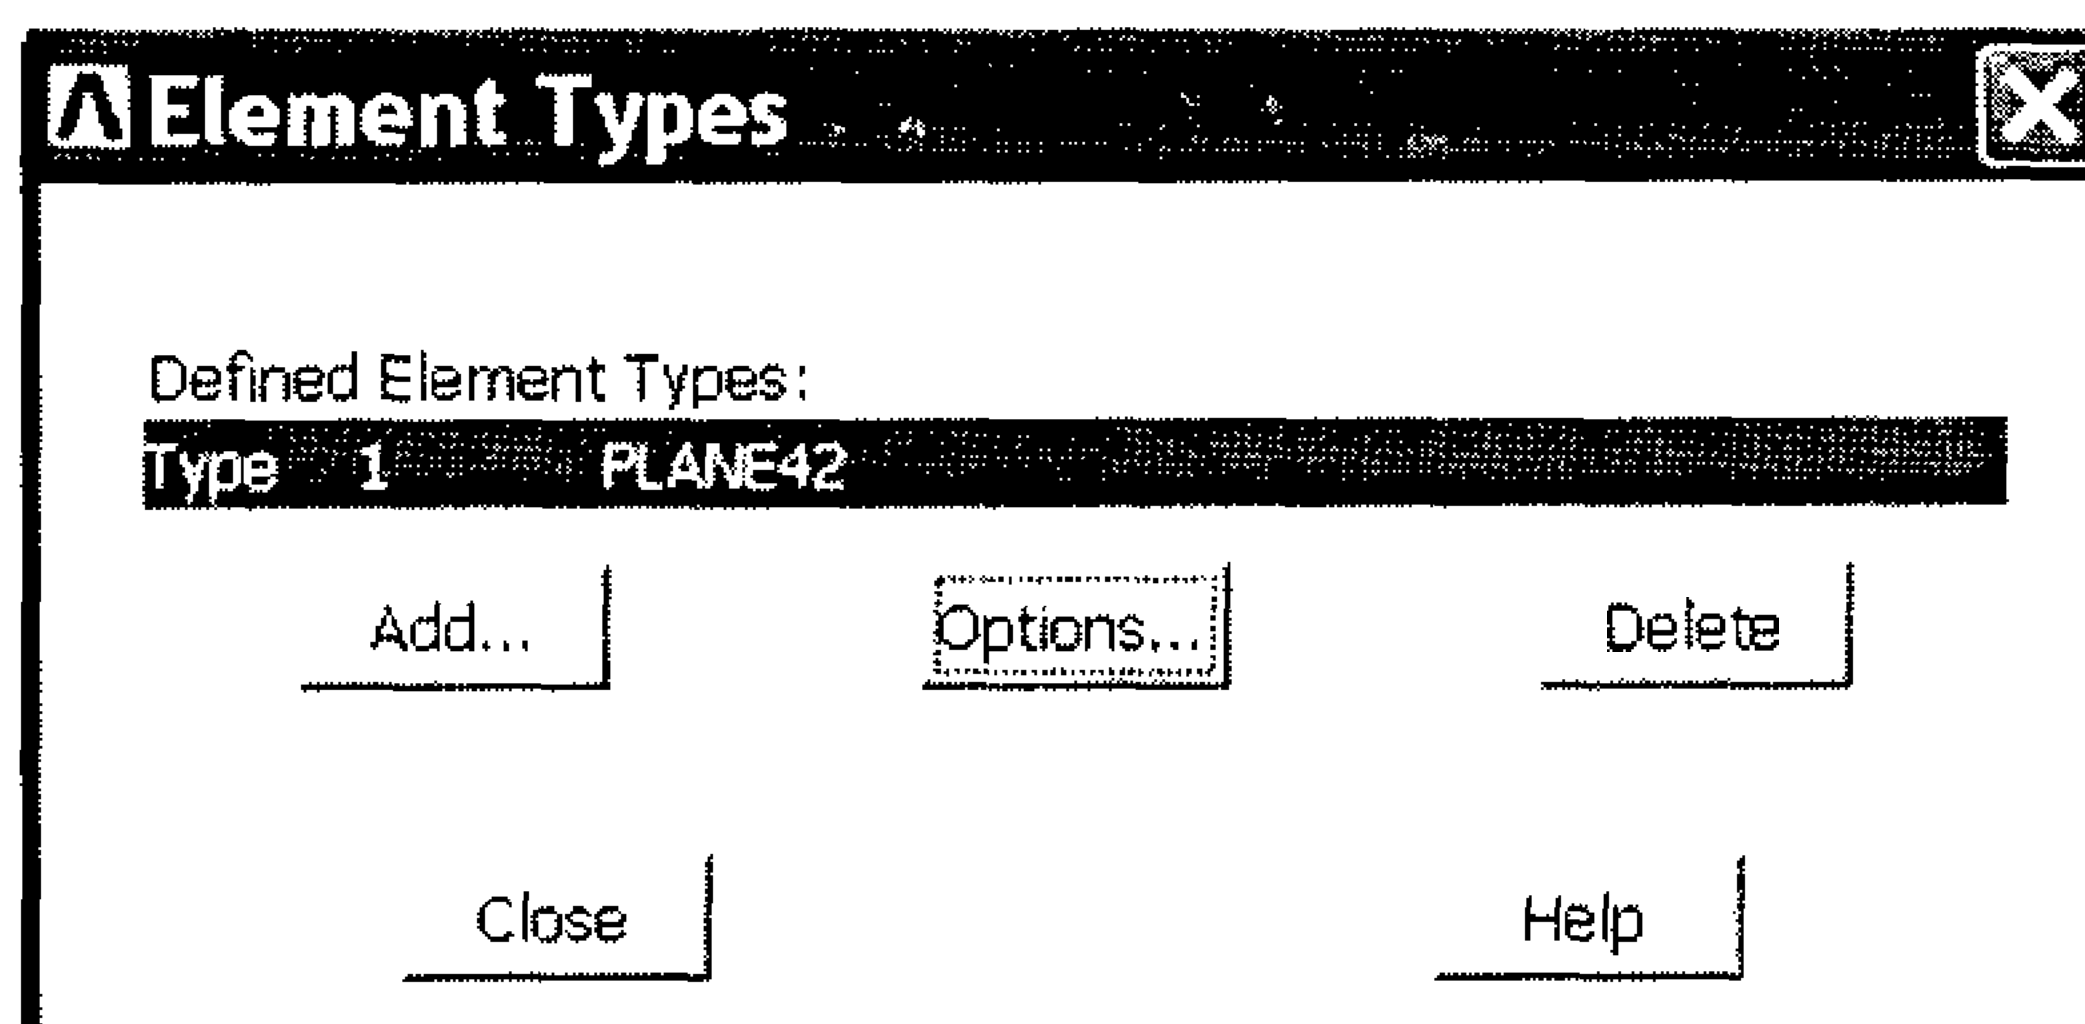 Element Types
Defined Element Types:
Type 1 PLANE42
Add... Options... Delete
Close Help